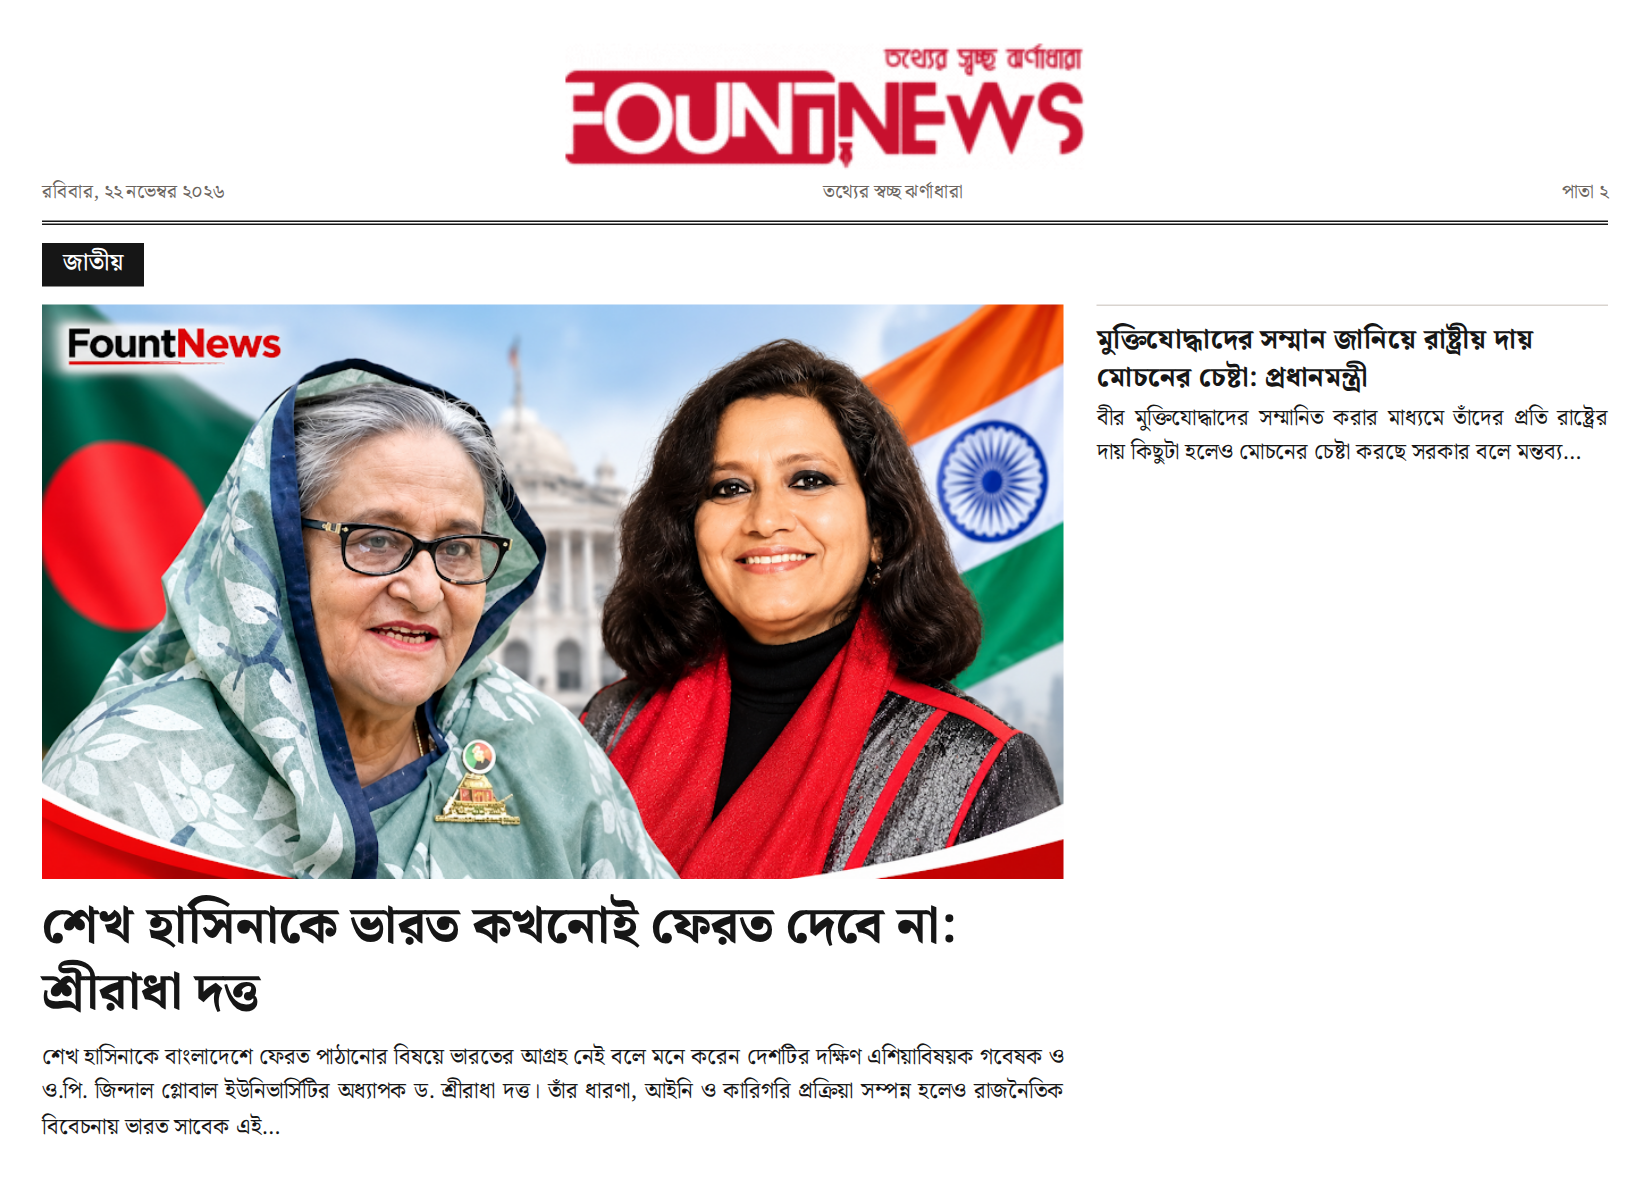 তথ্যের স্বচ্ছ ঝর্ণাধারা
FOUNTNEWS
রবিবার, ২২ নভেম্বর ২০২৬
তথ্যের স্বচ্ছ ঝর্ণাধারা
পাতা ২
জাতীয়
FountNews
শেখ হাসিনাকে ভারত কখনোই ফেরত দেবে না:
শ্রীরাধা দত্ত
শেখ হাসিনাকে বাংলাদেশে ফেরত পাঠানোর বিষয়ে ভারতের আগ্রহ নেই বলে মনে করেন দেশটির দক্ষিণ এশিয়াবিষয়ক গবেষক ও
ও.পি. জিন্দাল গ্লোবাল ইউনিভার্সিটির অধ্যাপক ড. শ্রীরাধা দত্ত। তাঁর ধারণা, আইনি ও কারিগরি প্রক্রিয়া সম্পন্ন হলেও রাজনৈতিক
বিবেচনায় ভারত সাবেক এই...
মুক্তিযোদ্ধাদের সম্মান জানিয়ে রাষ্ট্রীয় দায়
মোচনের চেষ্টা: প্রধানমন্ত্রী
বীর মুক্তিযোদ্ধাদের সম্মানিত করার মাধ্যমে তাঁদের প্রতি রাষ্ট্রের
দায় কিছুটা হলেও মোচনের চেষ্টা করছে সরকার বলে মন্তব্য...